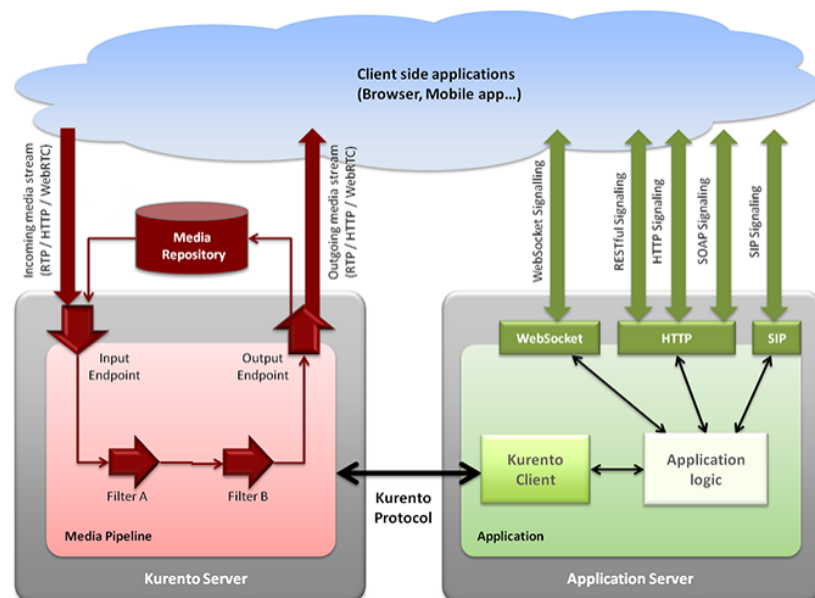 Client side applications
(Browser, Mobile app...)
Incoming media stream
(RTP / HTTP / WebRTC)
Media
Repository
Outgoing media stream
(RTP / HTTP / WebRTC)
WebSocket Signalling
RESTful Signaling
HTTP Signaling
SOAP Signaling
SIP Signaling
Input
Endpoint
Output
Endpoint
WebSocket
HTTP
SIP
Filter A
Filter B
Kurento
Client
Application
logic
Kurento
Protocol
Media Pipeline
Application
Kurento Server
Application Server